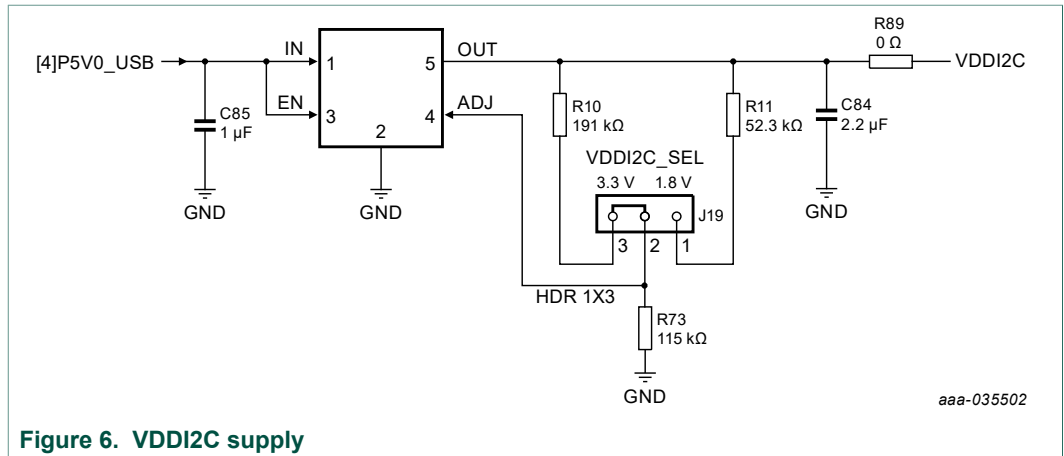 R89
0 Ω
[4]P5V0_USB
IN
1
5
OUT
VDDI2C
C85
1 µF
EN
3
4
ADJ
2
R10
191 kΩ
R11
52.3 kΩ
C84
2.2 µF
VDDI2C_SEL
3.3 V 1.8 V
J19
GND
GND
GND
3 2 1
HDR 1X3
R73
115 kΩ
GND
aaa-035502
Figure 6. VDDI2C supply